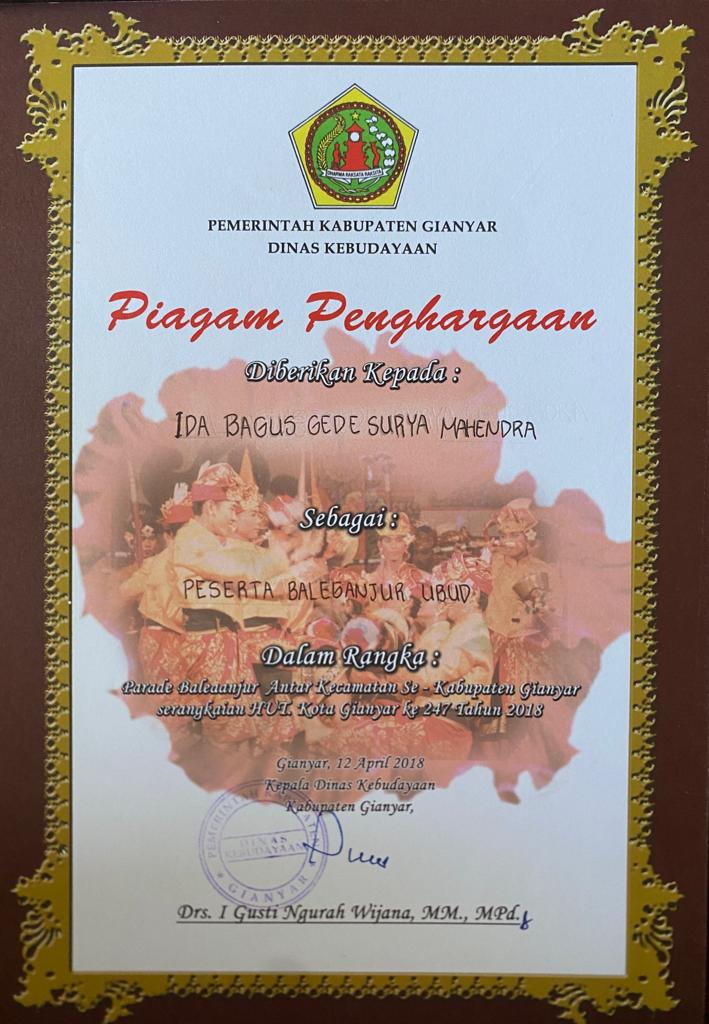 DHARMA RAKSATA RAKSITA
PEMERINTAH KABUPATEN GIANYAR
DINAS KEBUDAYAAN
Piagam Penghargaan
Diberikan Kepada :
IDA BAGUS GEDE SURYA MAHENDRA
Sebagai :
PESERTA BALEGANJUR UBUD
Dalam Rangka :
Parade Baleaanjur Antar Kecamatan Se - Kabupaten Gianyar
serangkaian HUT. Kota Gianyar ke 247 Tahun 2018
Gianyar, 12 April 2018
Kepala Dinas Kebudayaan
Kabupaten Gianyar,
PEMERINTAH KABUPATEN
DINAS
KEBUDAYAAN
GIANYAR
Drs. I Gusti Ngurah Wijana, MM., MPd.